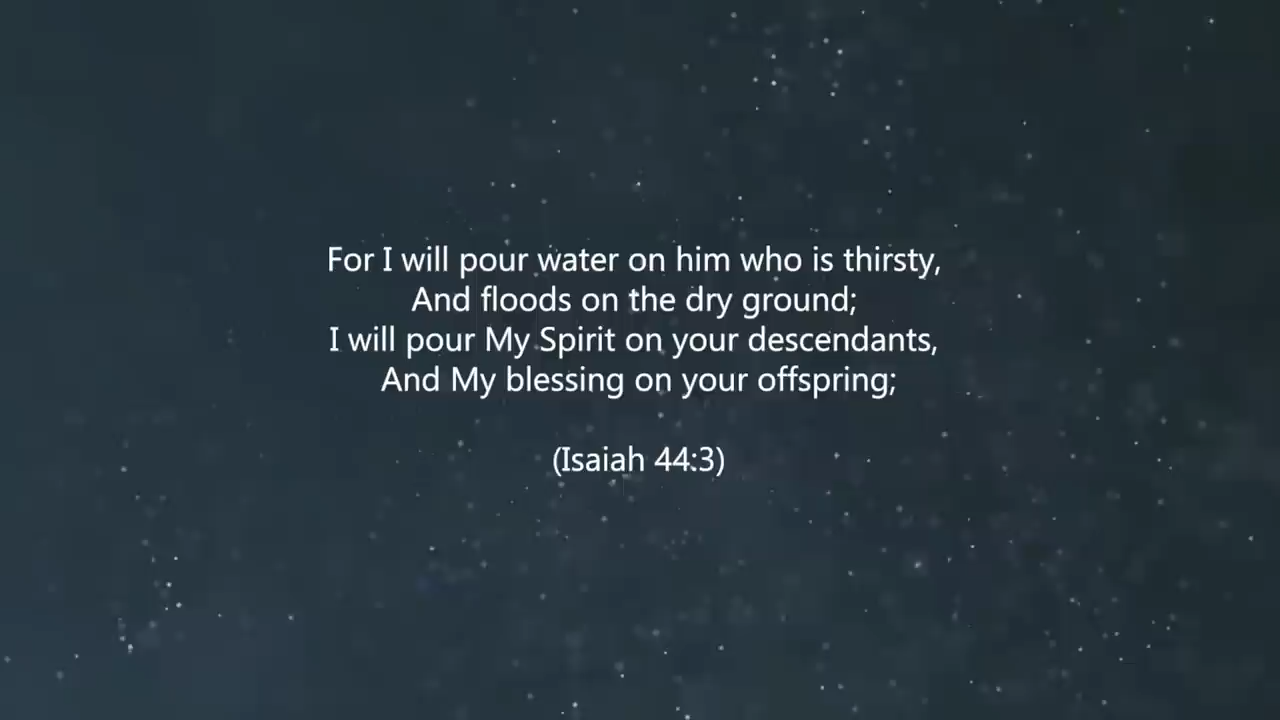 For I will pour water on him who is thirsty,
And floods on the dry ground;
I will pour My Spirit on your descendants,
And My blessing on your offspring;
(Isaiah 44:3)